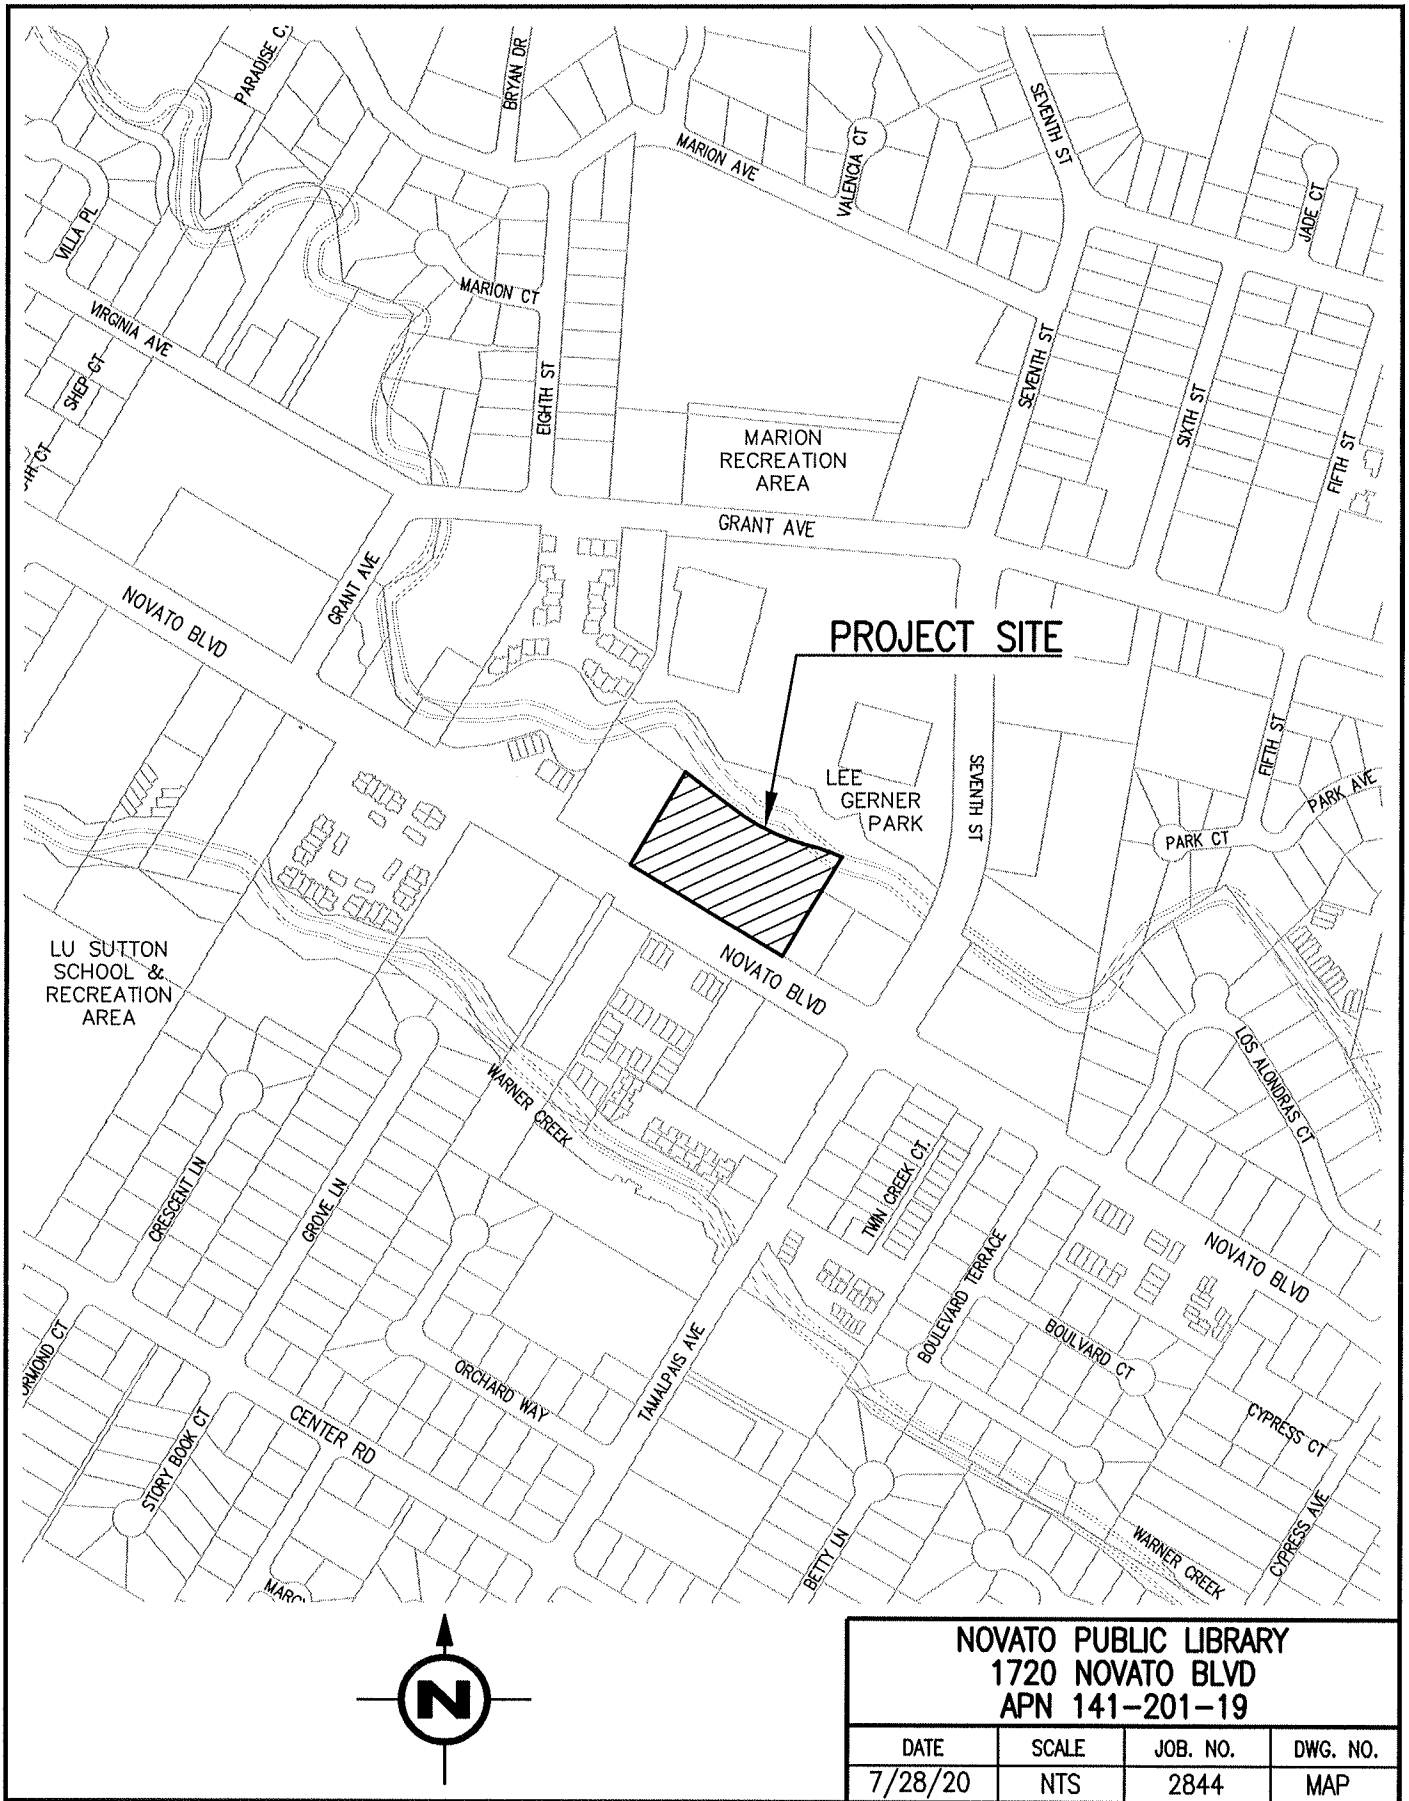 PARADISE C
BRYAN DR
SEVENTH ST
MARION AVE
VALENCIA CT
JADE CT
VILLA PL
MARION CT
VIRGINIA AVE
SHEP CT
EIGHTH ST
SEVENTH ST
SIXTH ST
FIFTH ST
MARION
RECREATION
AREA
GRANT AVE
GRANT AVE
NOVATO BLVD
PROJECT SITE
LEE
GERNER
PARK
SEVENTH ST
FIFTH ST
PARK AVE
PARK CT
LU SUTTON
SCHOOL &
RECREATION
AREA
NOVATO BLVD
WARNER CREEK
LOS ALONDRAS CT
CRESCENT LN
GROVE LN
TWIN CREEK CT.
BOULEVARD TERRACE
NOVATO BLVD
BOULVARD CT
ORMOND CT
ORCHARD WAY
TAMALPAIS AVE
STORY BOOK CT
CENTER RD
CYPRESS CT
CYPRESS AVE
BETTY LN
WARNER CREEK
MARC
N
NOVATO PUBLIC LIBRARY
1720 NOVATO BLVD
APN 141-201-19
DATE SCALE JOB. NO. DWG. NO.
7/28/20 NTS 2844 MAP